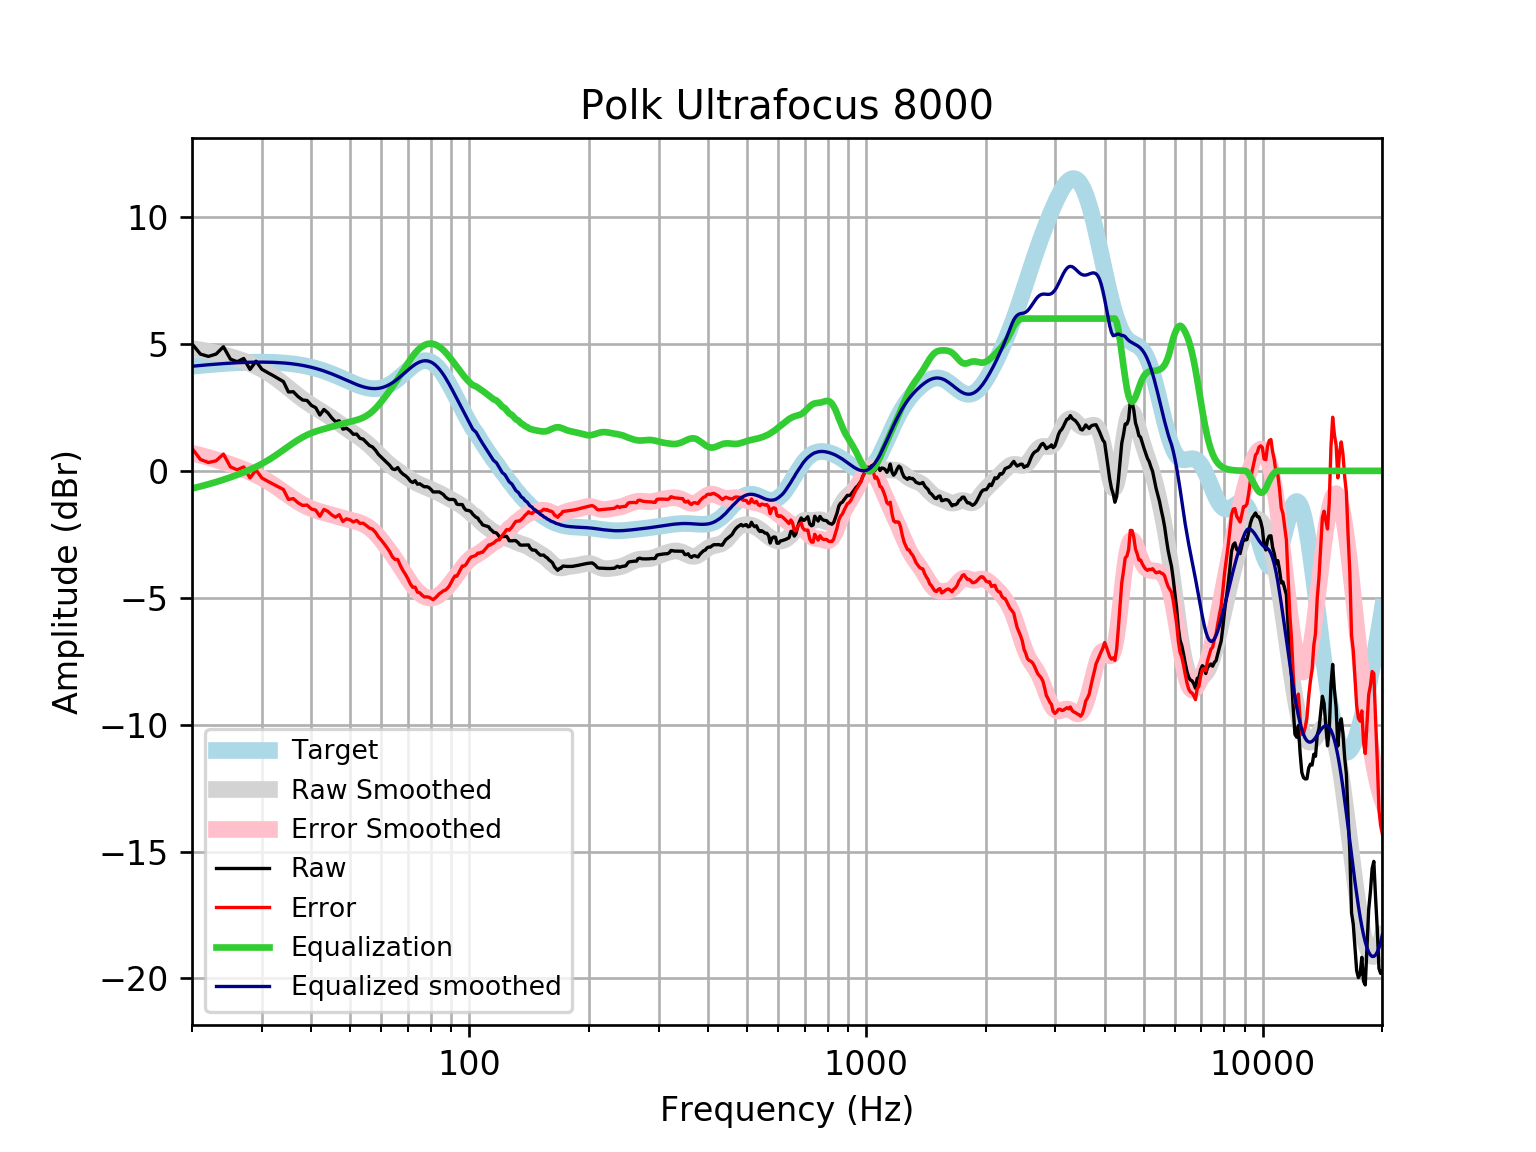 Polk Ultrafocus 8000
Amplitude (dBr)
10
5
0
−5
−10
−15
−20
Target
Raw Smoothed
Error Smoothed
Raw
Error
Equalization
Equalized smoothed
100 1000 10000
Frequency (Hz)